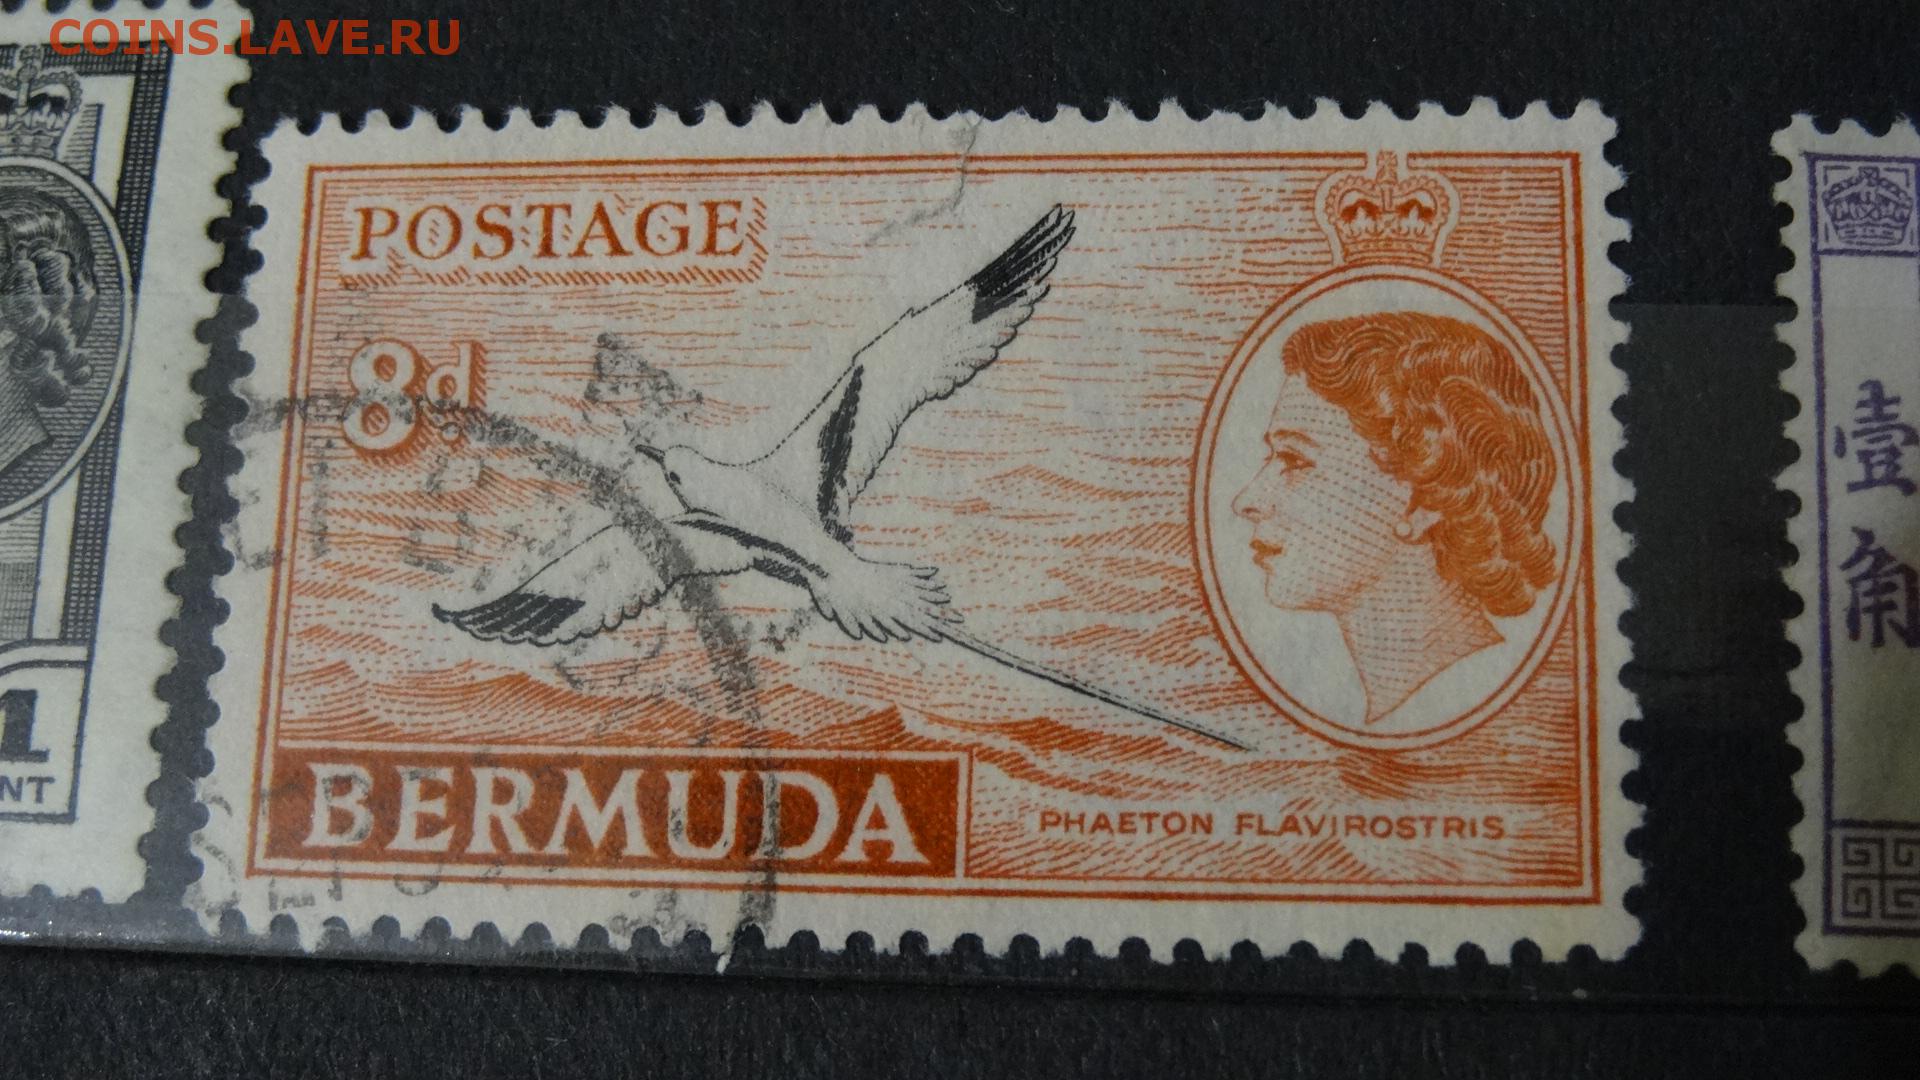 COINS.LAVE.RU
POSTAGE
8d
BERMUDA
PHAETON FLAVIROSTRIS
1
NT
壹
角